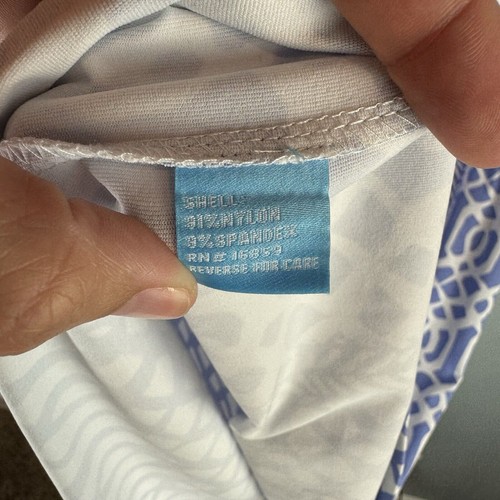 SHELL:
91%NYLON
9%SPANDEX
RN# 16859
REVERSE FOR CARE